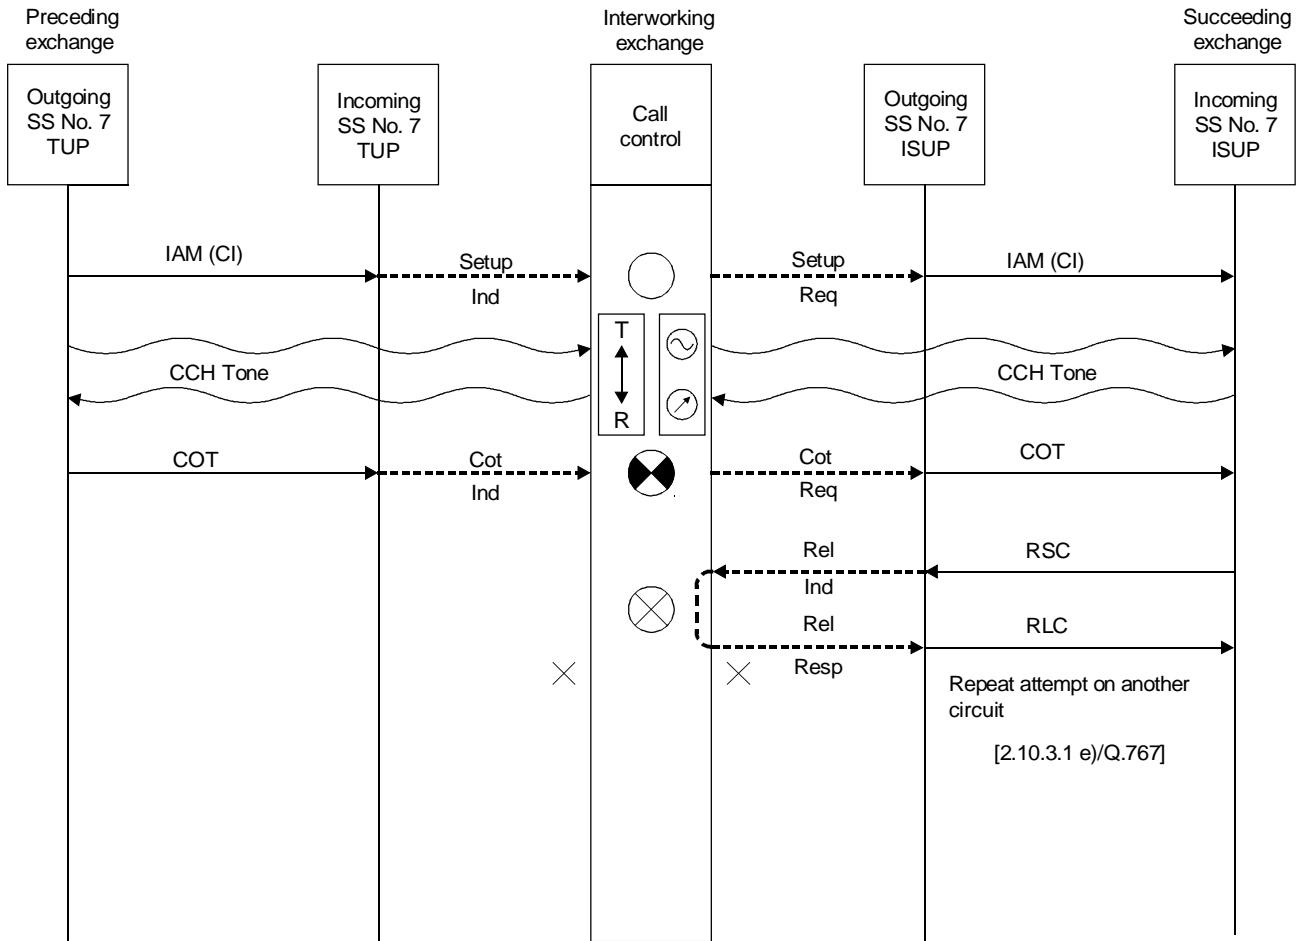 Preceding
exchange
Interworking
exchange
Succeeding
exchange
Outgoing
SS No. 7
TUP
Incoming
SS No. 7
TUP
Call
control
Outgoing
SS No. 7
ISUP
Incoming
SS No. 7
ISUP
IAM (CI)
Setup
Ind
Setup
Req
IAM (CI)
T
R
CCH Tone
CCH Tone
COT
Cot
Ind
Cot
Req
COT
Rel
Ind
RSC
Rel
Resp
RLC
Repeat attempt on another
circuit
[2.10.3.1 e)/Q.767]